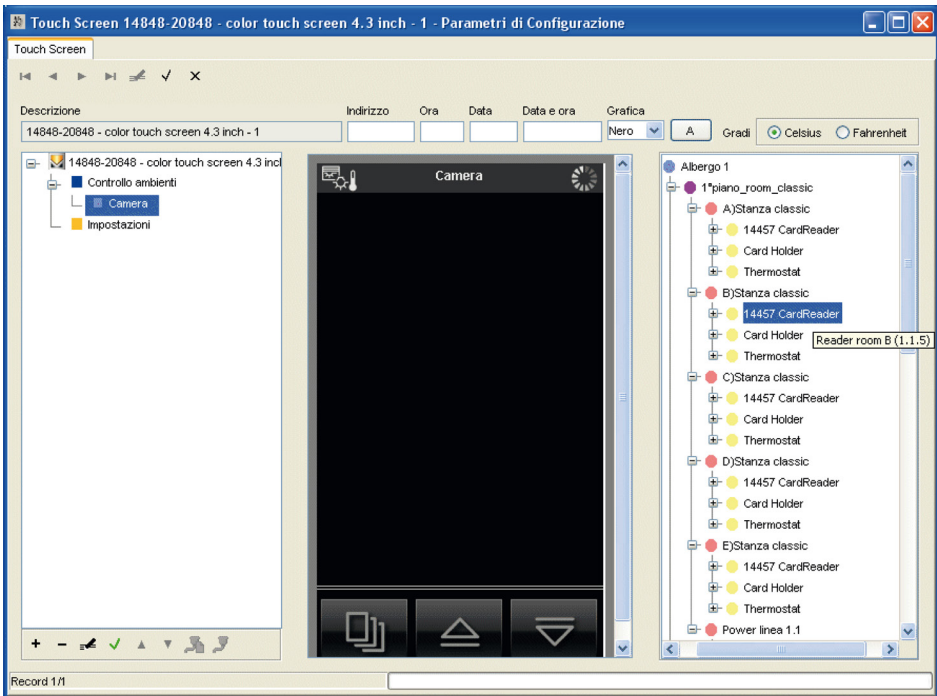 Touch Screen 14848-20848 - color touch screen 4.3 inch - 1 - Parametri di Configurazione
Touch Screen
Descrizione Indirizzo Ora Data Data e ora Grafica
14848-20848 - color touch screen 4.3 inch - 1 Nero A Gradi Celsius Fahrenheit
14848-20848 - color touch screen 4.3 incl
Controllo ambienti
Camera
Impostazioni
Camera
Albergo 1
1"piano_room_classic
A)Stanza classic
14457 CardReader
Card Holder
Thermostat
B)Stanza classic
14457 CardReader
Card Holder
Reader room B (1.1.5)
Thermostat
C)Stanza classic
14457 CardReader
Card Holder
Thermostat
D)Stanza classic
14457 CardReader
Card Holder
Thermostat
E)Stanza classic
14457 CardReader
Card Holder
Thermostat
Power linea 1.1
Record 1/1